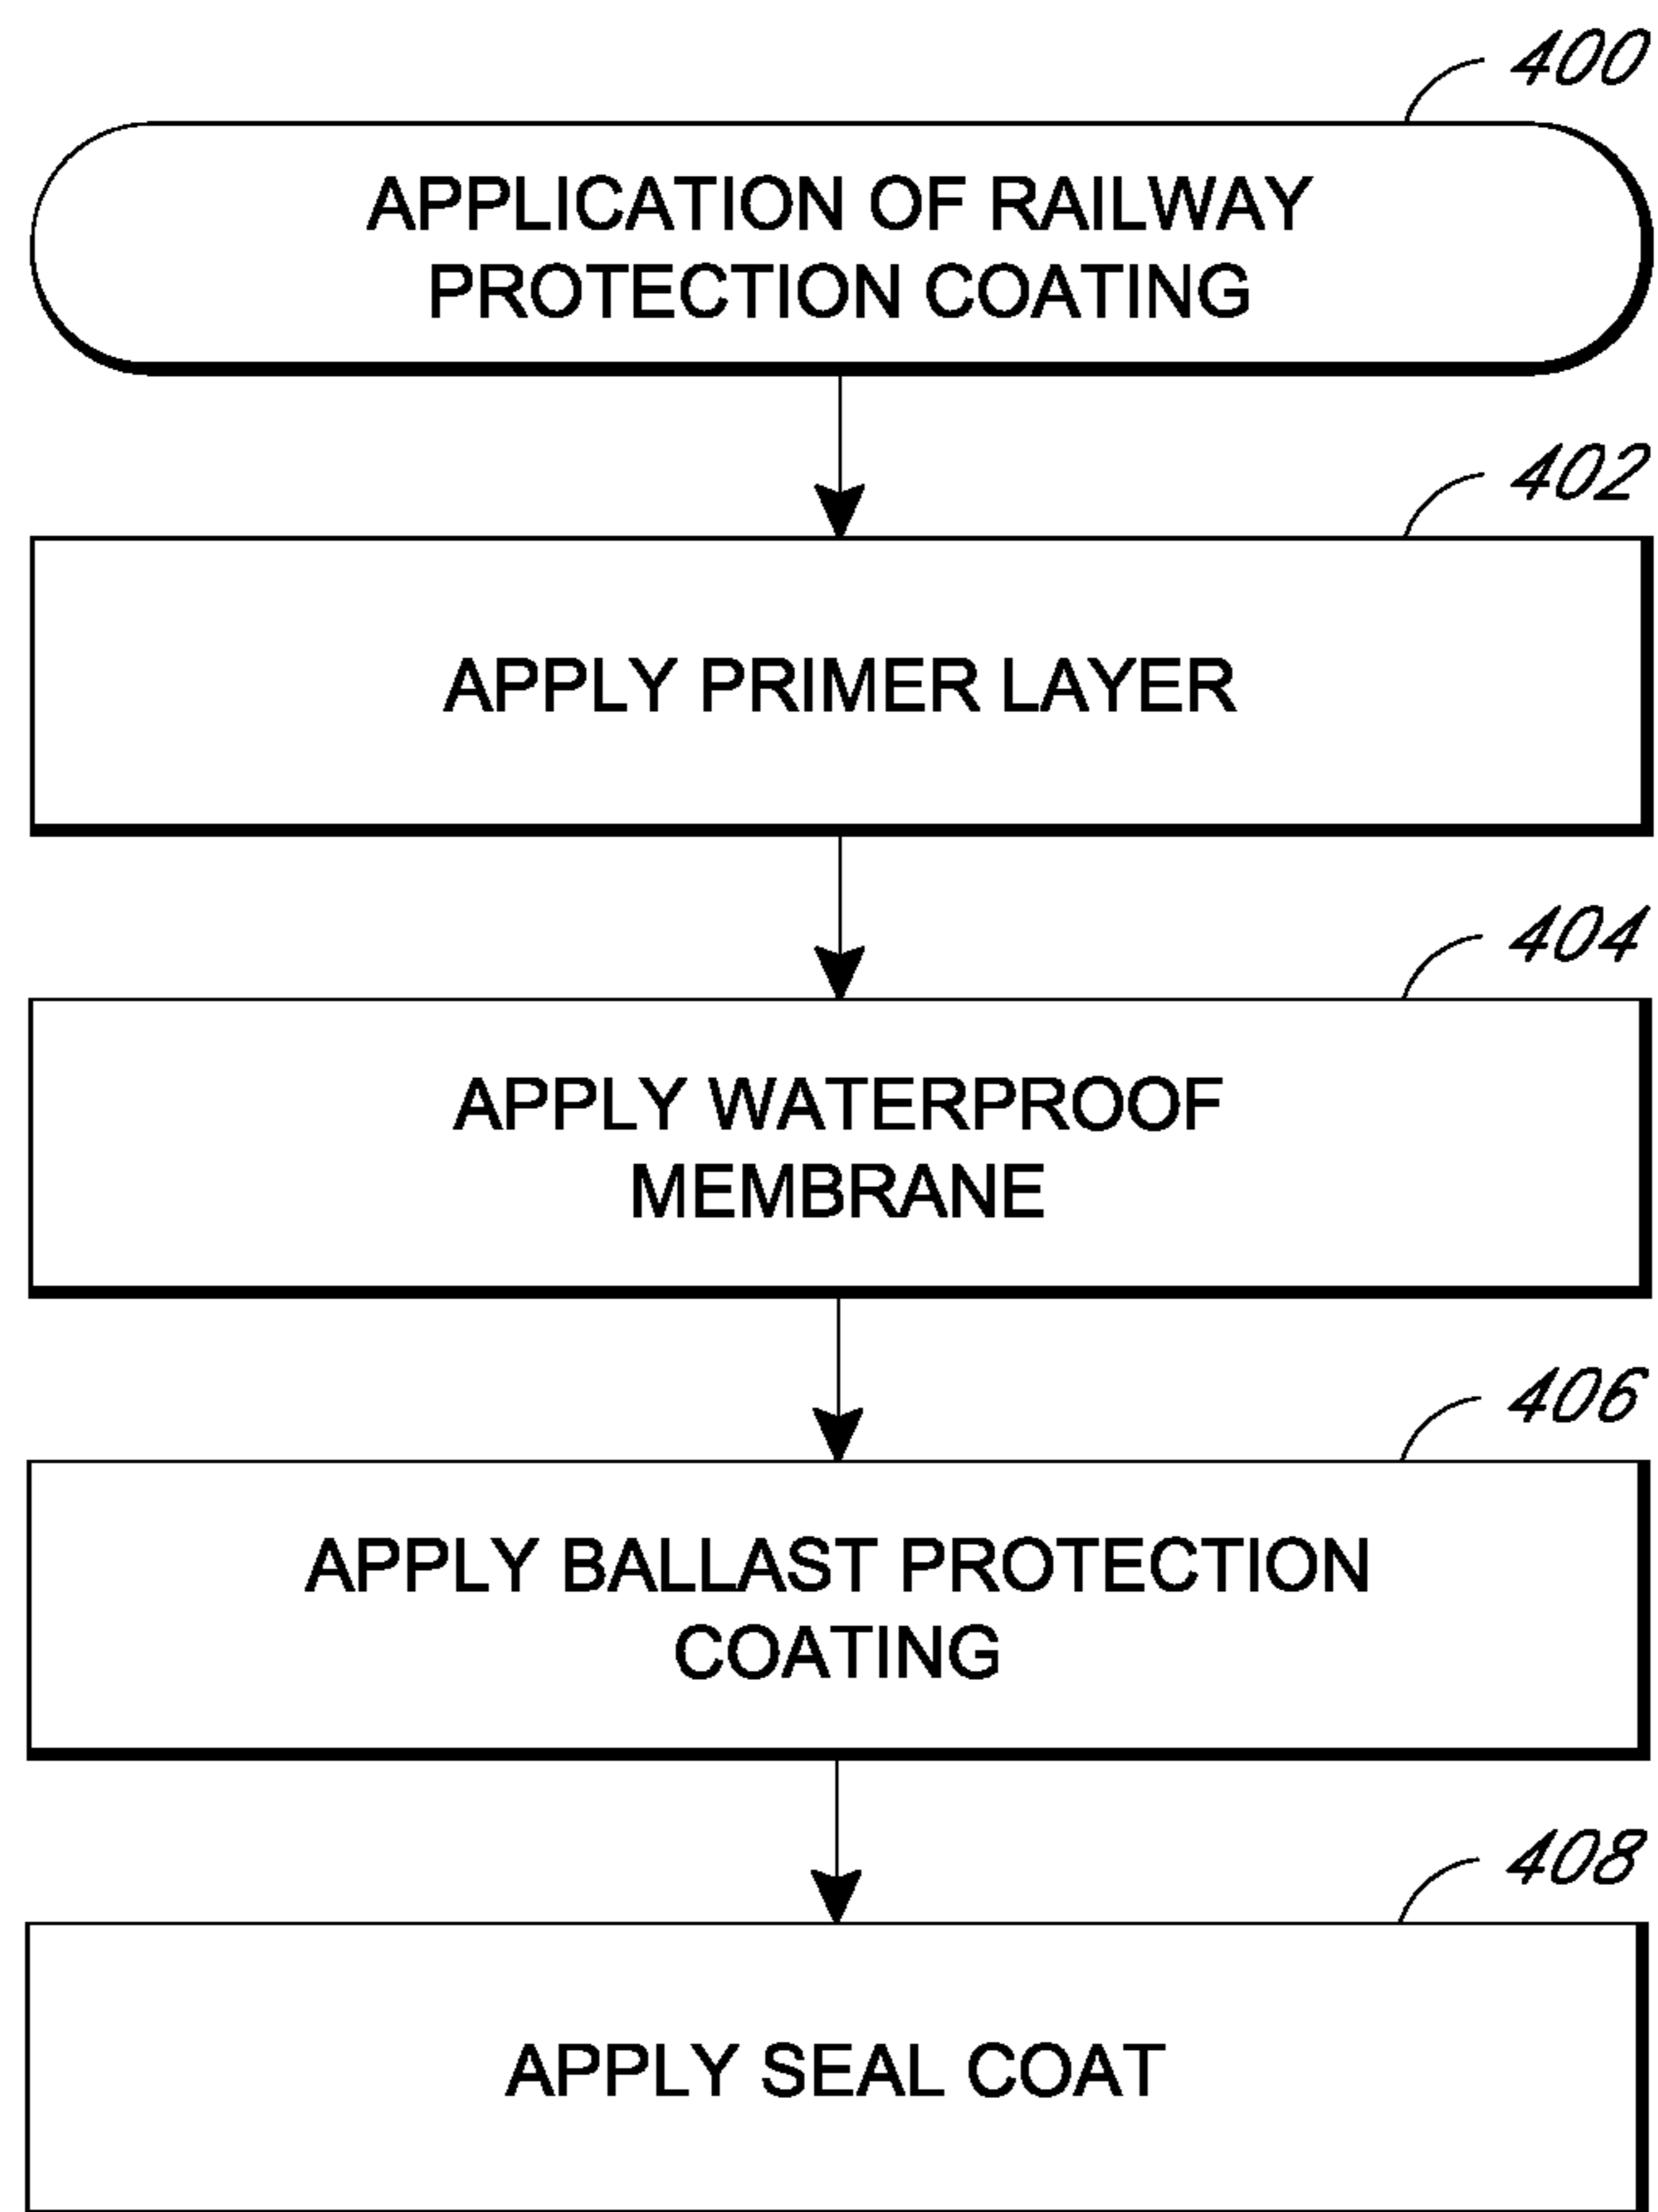 400
APPLICATION OF RAILWAY
PROTECTION COATING
402
APPLY PRIMER LAYER
404
APPLY WATERPROOF
MEMBRANE
406
APPLY BALLAST PROTECTION
COATING
408
APPLY SEAL COAT